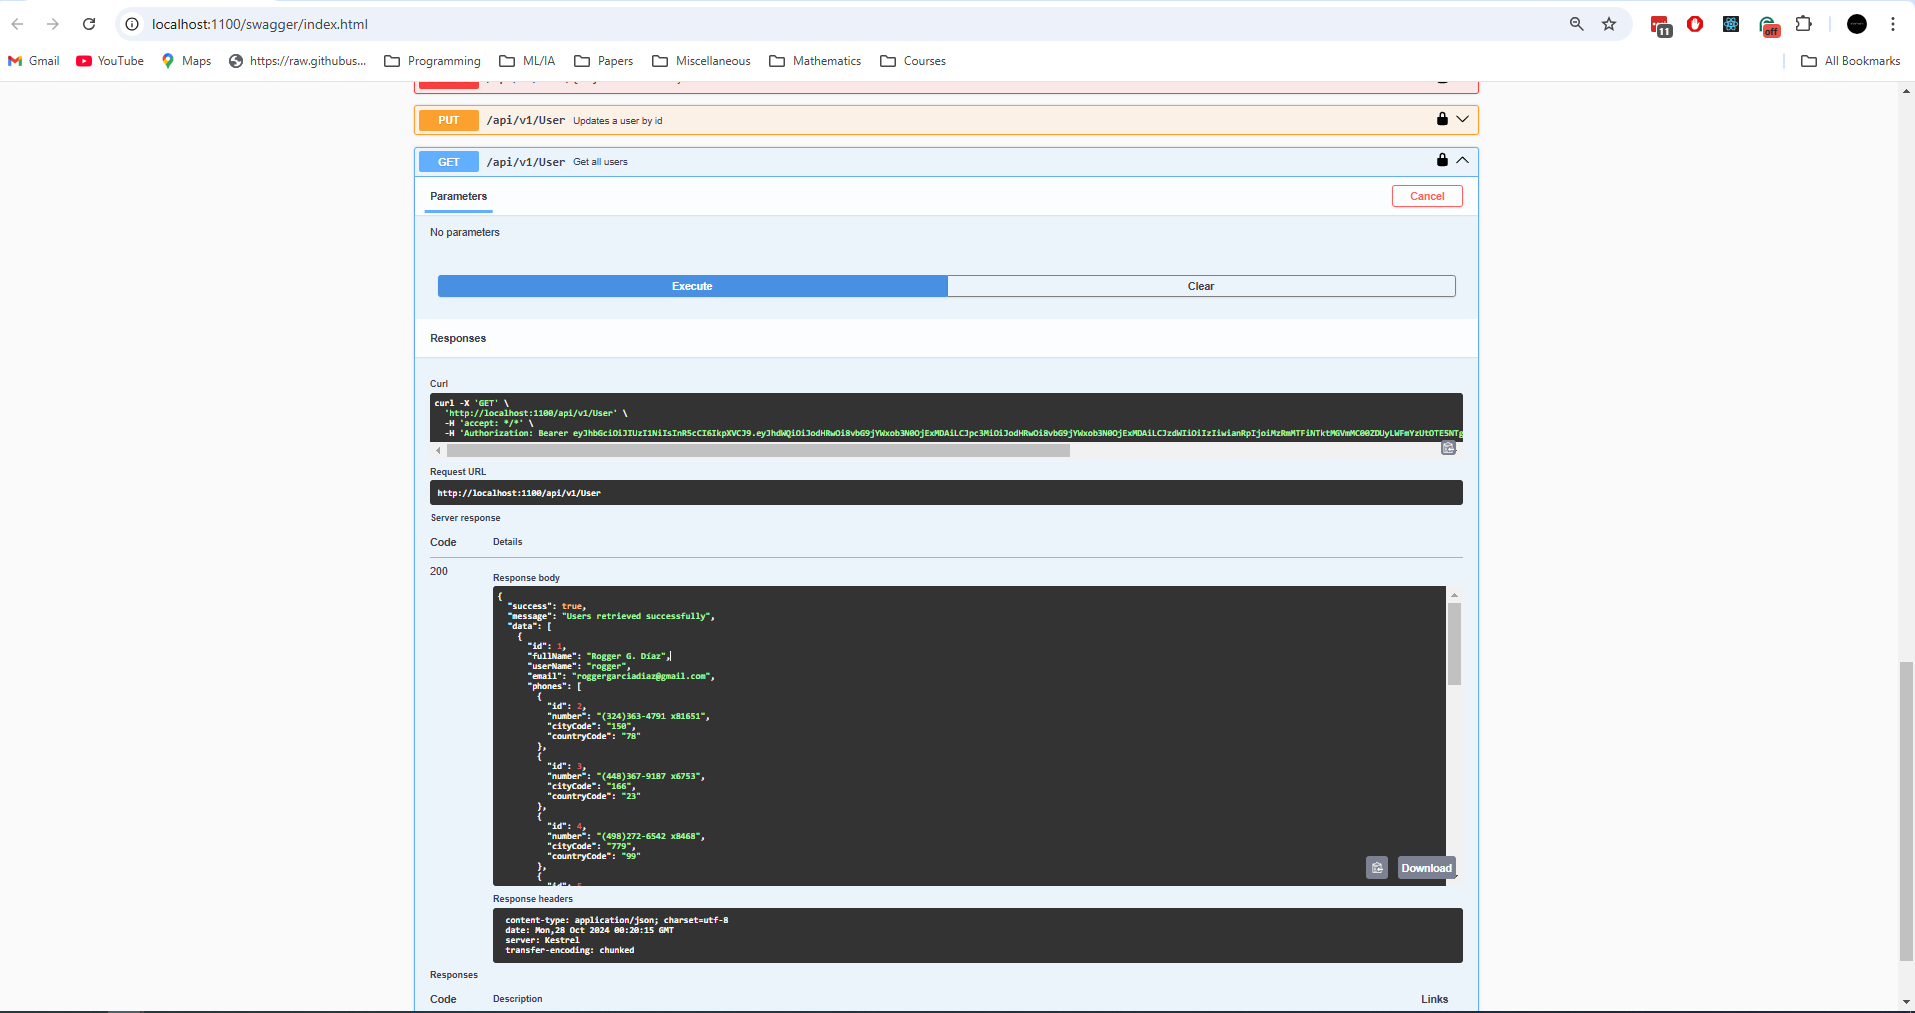 localhost:1100/swagger/index.html
11
off
Gmail YouTube Maps https://raw.githubus... Programming ML/IA Papers Miscellaneous Mathematics Courses All Bookmarks
PUT /api/v1/User Updates a user by id
GET /api/v1/User Get all users
Parameters Cancel
No parameters
Execute Clear
Responses
Curl
curl -X 'GET' \
'http://localhost:1100/api/v1/User' \
-H 'accept: */*' \
-H 'Authorization: Bearer
Request URL
http://localhost:1100/api/v1/User
Server response
Code Details
200
Response body
{
"success": true,
"message": "Users retrieved successfully",
"data": [
{
"id": 1,
"fullName": "Rogger G. Díaz",
"userName": "rogger",
"email": "roggergarciadiaz@gmail.com",
"phones": [
{
"id": 2,
"number": "(324)363-4791 x81651",
"cityCode": "150",
"countryCode": "78"
},
{
"id": 3,
"number": "(448)367-9187 x6753",
"cityCode": "166",
"countryCode": "23"
},
{
"id": 4,
"number": "(498)272-6542 x8468",
"cityCode": "779",
"countryCode": "99"
},
{
Download
Response headers
content-type: application/json; charset=utf-8
date: Mon,28 Oct 2024 00:20:15 GMT
server: Kestrel
transfer-encoding: chunked
Responses
Code Description Links